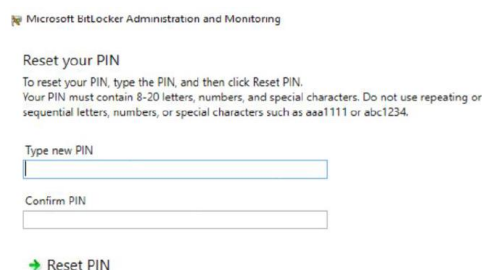 Microsoft BitLocker Administration and Monitoring
Reset your PIN
To reset your PIN, type the PIN, and then click Reset PIN.
Your PIN must contain 8-20 letters, numbers, and special characters. Do not use repeating or
sequential letters, numbers, or special characters such as aaa1111 or abc1234.
Type new PIN
Confirm PIN
Reset PIN